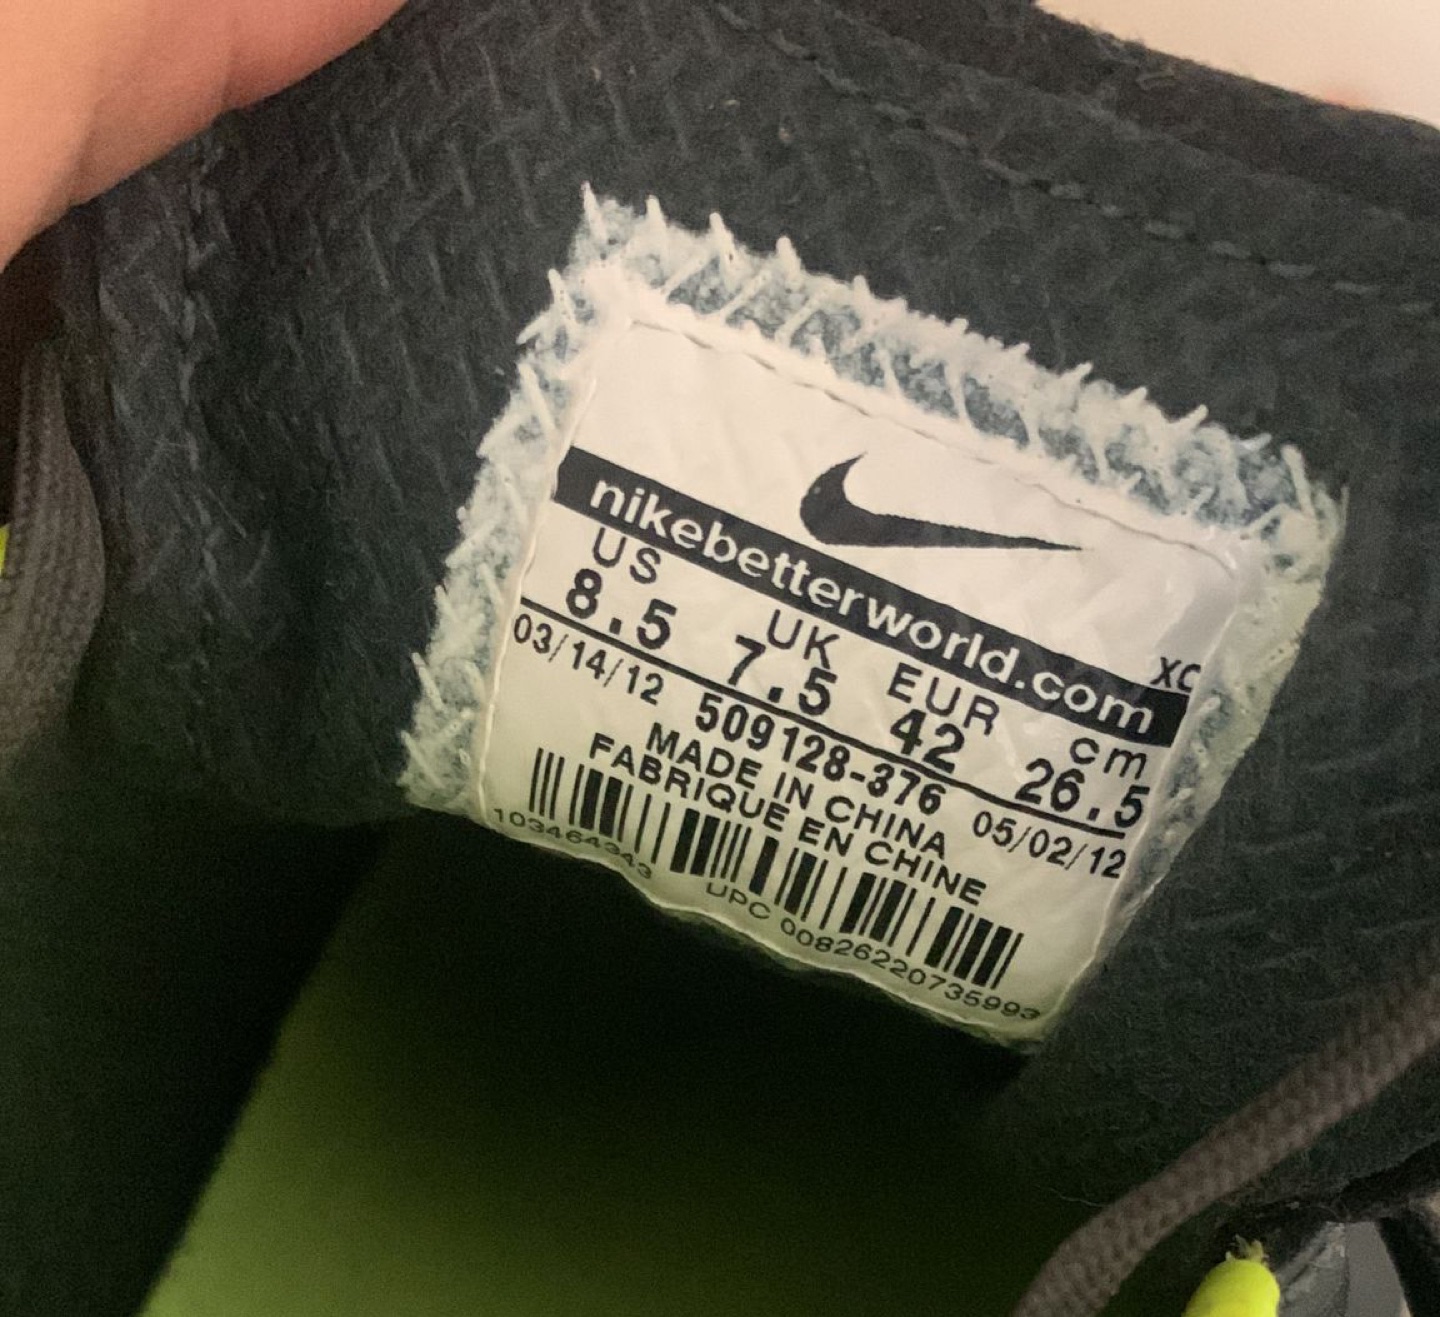 XC
nikebetterworld.com
US UK EUR cm
8.5 7.5 42 26.5
03/14/12 509128-376 05/02/12
MADE IN CHINA
FABRIQUE EN CHINE
103464343 UPC 00826220735993